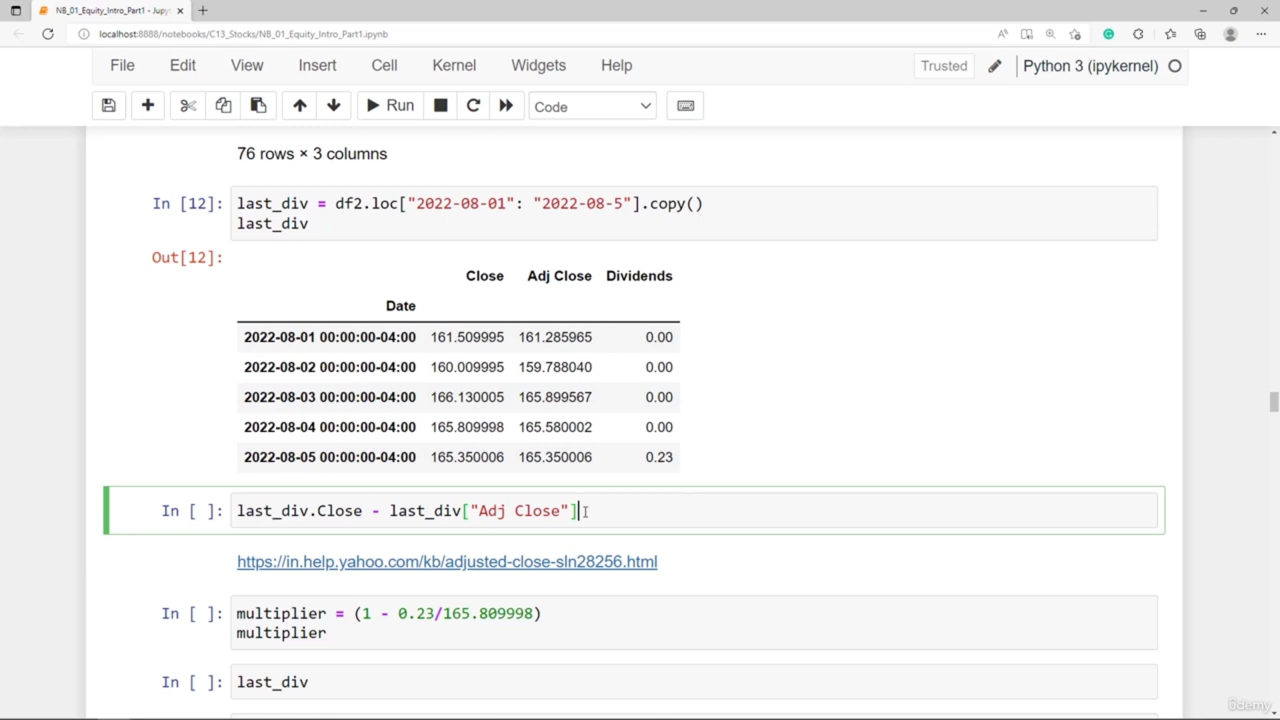 NB_01_Equity_Intro_Part1 - Jupy
localhost:8888/notebooks/C13_Stocks/NB_01_Equity_Intro_Part1.ipynb
File Edit View Insert Cell Kernel Widgets Help Trusted Python 3 (ipykernel)
Run Code
76 rows × 3 columns
In [12]: last_div = df2.loc["2022-08-01": "2022-08-5"].copy()
last_div
Out[12]:
Close Adj Close Dividends
Date
2022-08-01 00:00:00-04:00 161.509995 161.285965 0.00
2022-08-02 00:00:00-04:00 160.009995 159.788040 0.00
2022-08-03 00:00:00-04:00 166.130005 165.899567 0.00
2022-08-04 00:00:00-04:00 165.809998 165.580002 0.00
2022-08-05 00:00:00-04:00 165.350006 165.350006 0.23
In [ ]: last_div.Close - last_div["Adj Close"]
https://in.help.yahoo.com/kb/adjusted-close-sln28256.html
In [ ]: multiplier = (1 - 0.23/165.809998)
multiplier
In [ ]: last_div
ûdemy